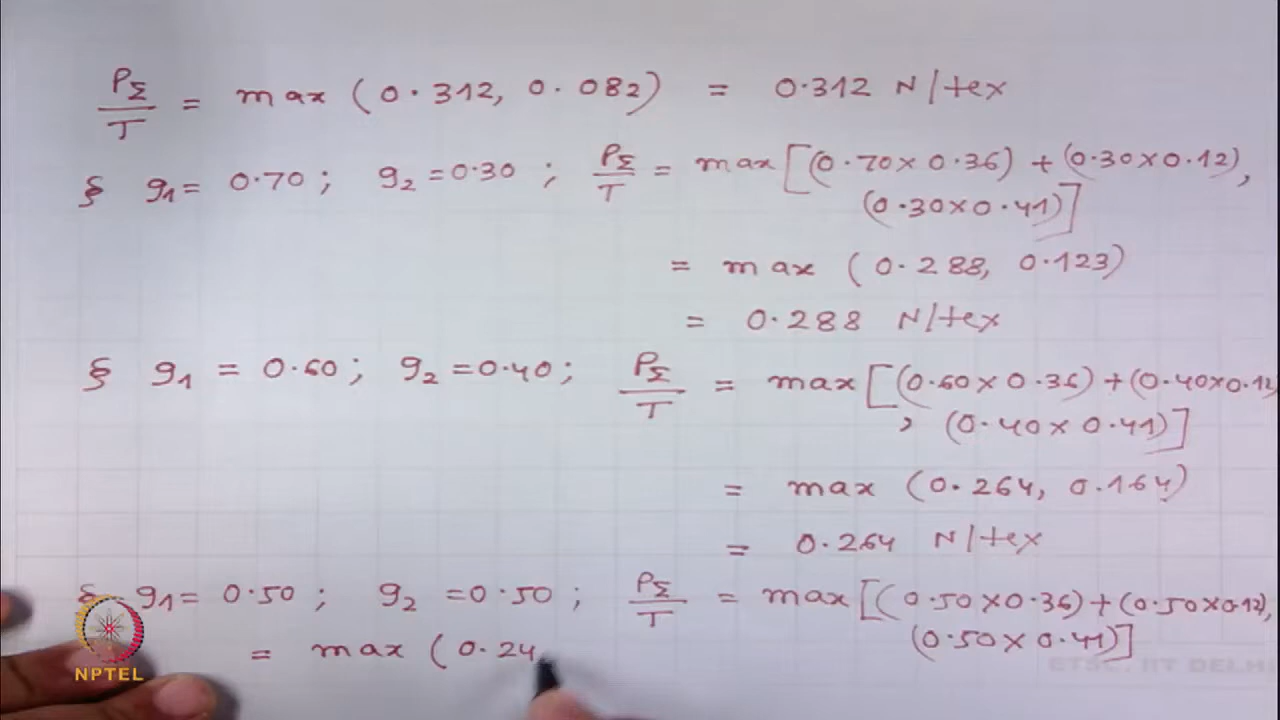 PΣ/T = max (0.312, 0.082) = 0.312 N/tex
§ g1 = 0.70 ; g2 = 0.30 ; PΣ/T = max [(0.70 × 0.36) + (0.30 × 0.12),
(0.30 × 0.41)]
= max (0.288, 0.123)
= 0.288 N/tex
§ g1 = 0.60 ; g2 = 0.40 ; PΣ/T = max [(0.60 × 0.36) + (0.40 × 0.12)
, (0.40 × 0.41)]
= max (0.264, 0.164)
= 0.264 N/tex
§ g1 = 0.50 ; g2 = 0.50 ; PΣ/T = max [(0.50 × 0.36) + (0.50 × 0.12),
(0.50 × 0.41)]
= max (0.24
NPTEL
ETSC, IIT DELHI